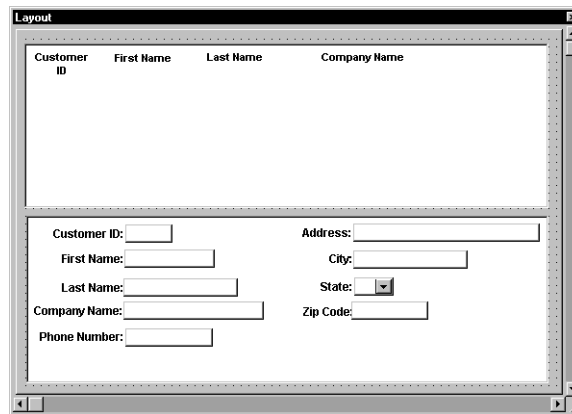 Layout
Customer ID First Name Last Name Company Name
Customer ID: Address:
First Name: City:
Last Name: State:
Company Name: Zip Code:
Phone Number: